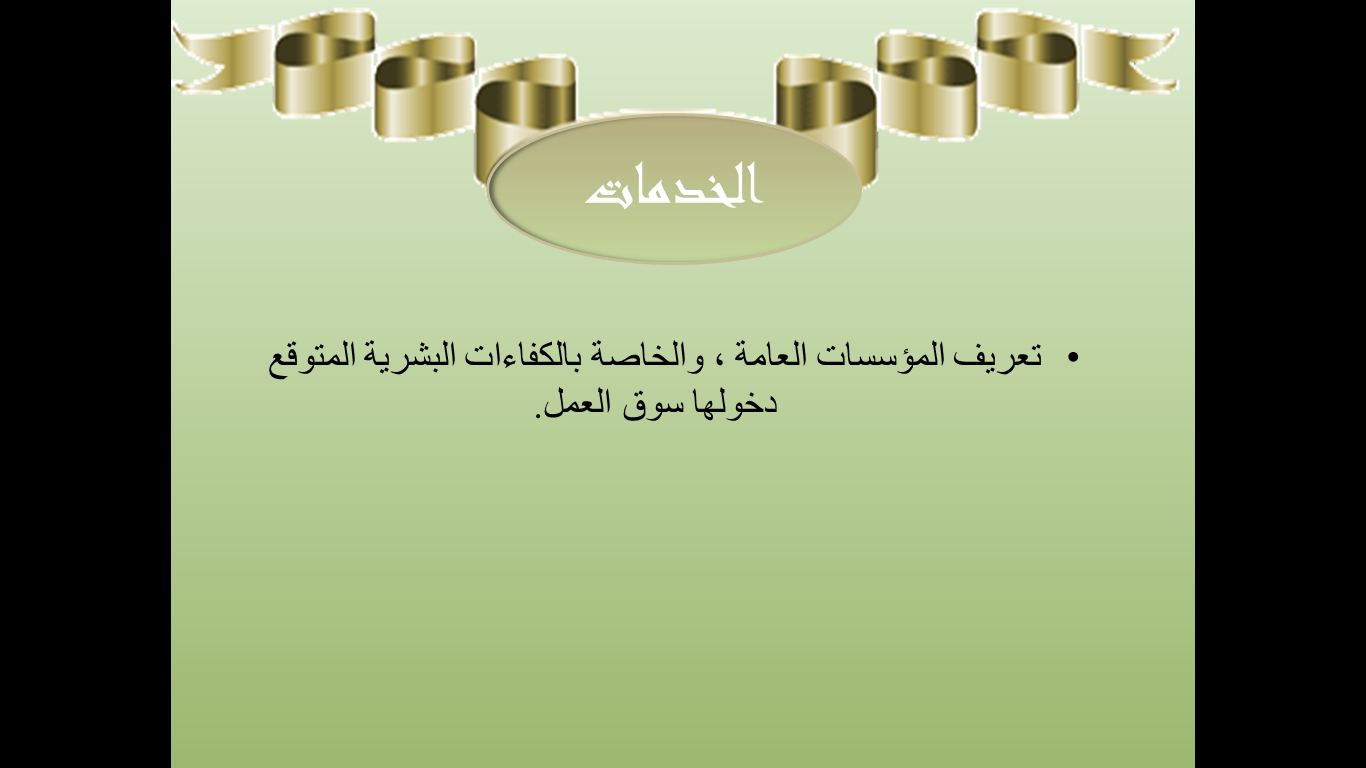 الخدمات
• تعريف المؤسسات العامة ، والخاصة بالكفاءات البشرية المتوقع
دخولها سوق العمل.